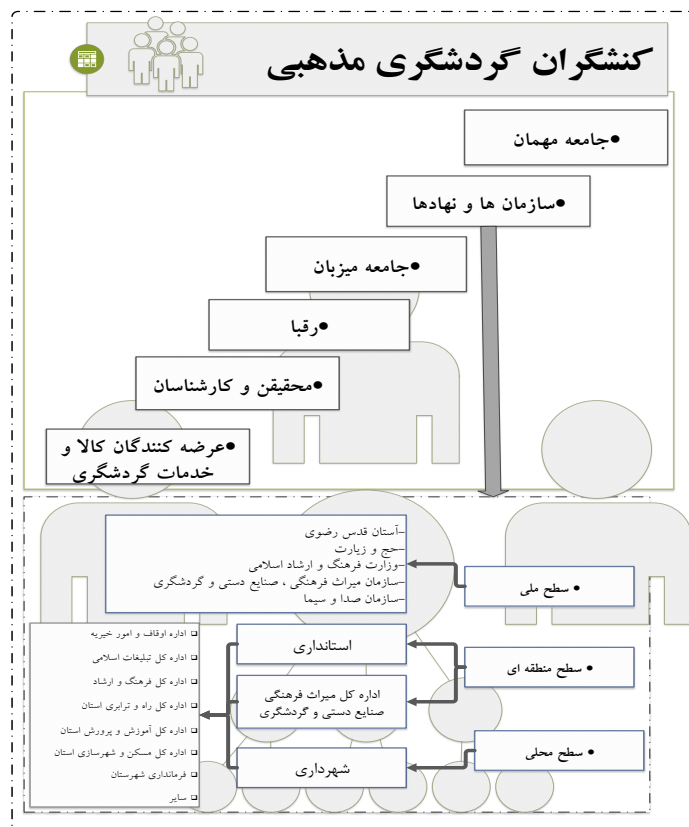 کنشگران گردشگری مذهبی
•جامعه مهمان
•سازمان ها و نهادها
•جامعه میزبان
•رقبا
•محقیقن و کارشناسان
•عرضه کنندگان کالا و
خدمات گردشگری
-آستان قدس رضوی
-حج و زیارت
-وزارت فرهنگ و ارشاد اسلامی
-سازمان میراث فرهنگی ، صنایع دستی و گردشگری
-سازمان صدا و سیما
• سطح ملی
استانداری
• سطح منطقه ای
اداره کل میراث فرهنگی
صنایع دستی و گردشگری
شهرداری
• سطح محلی
❑ اداره اوقاف و امور خیریه
❑ اداره کل تبلیغات اسلامی
❑ اداره کل فرهنگ و ارشاد
❑ اداره کل راه و ترابری استان
❑ اداره کل آموزش و پرورش استان
❑ اداره کل مسکن و شهرسازی استان
❑ فرمانداری شهرستان
❑ سایر